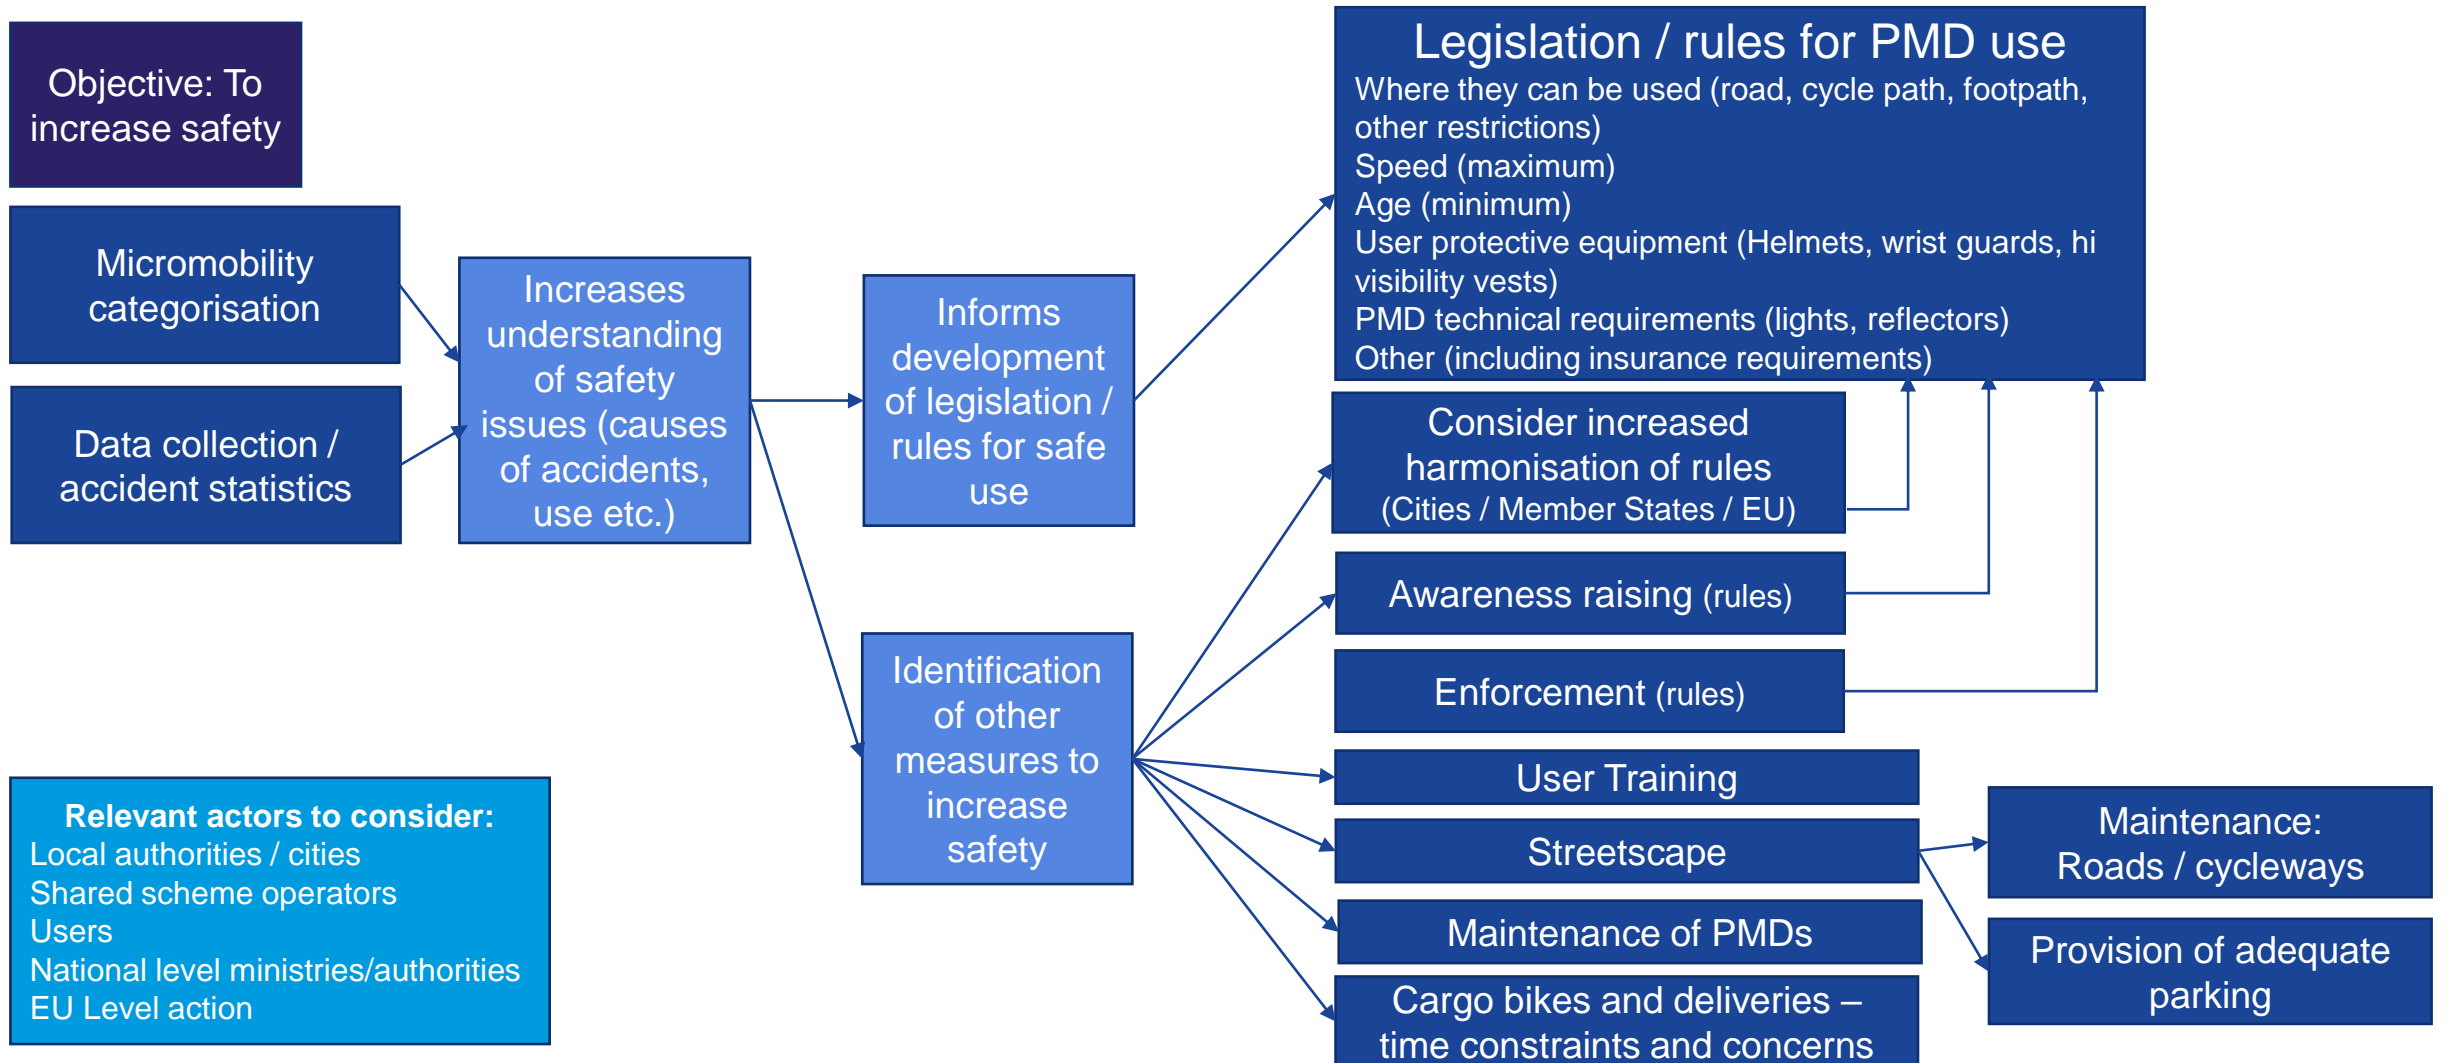 Objective: To
increase safety
Micromobility
categorisation
Data collection /
accident statistics
Increases
understanding
of safety
issues (causes
of accidents,
use etc.)
Informs
development
of legislation /
rules for safe
use
Identification
of other
measures to
increase
safety
Legislation / rules for PMD use
Where they can be used (road, cycle path, footpath,
other restrictions)
Speed (maximum)
Age (minimum)
User protective equipment (Helmets, wrist guards, hi
visibility vests)
PMD technical requirements (lights, reflectors)
Other (including insurance requirements)
Consider increased
harmonisation of rules
(Cities / Member States / EU)
Awareness raising (rules)
Enforcement (rules)
User Training
Streetscape
Maintenance of PMDs
Cargo bikes and deliveries –
time constraints and concerns
Maintenance:
Roads / cycleways
Provision of adequate
parking
Relevant actors to consider:
Local authorities / cities
Shared scheme operators
Users
National level ministries/authorities
EU Level action